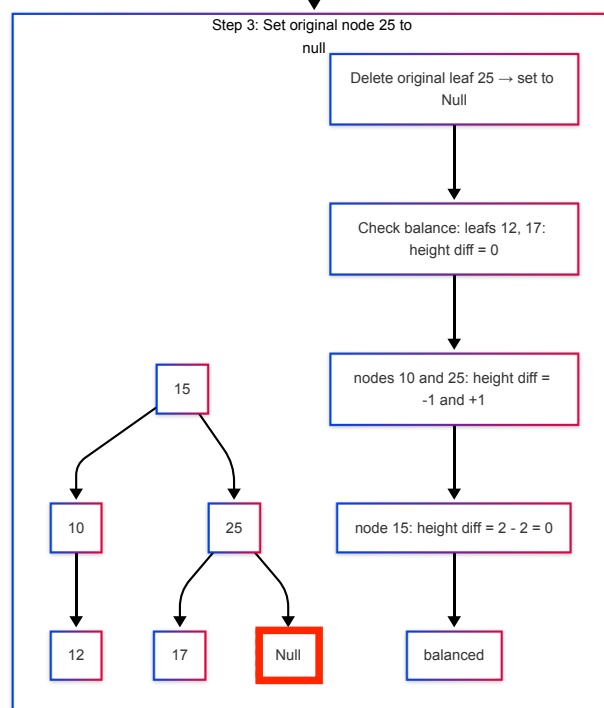 Step 3: Set original node 25 to
null
Delete original leaf 25 → set to
Null
Check balance: leafs 12, 17:
height diff = 0
nodes 10 and 25: height diff =
-1 and +1
node 15: height diff = 2 - 2 = 0
balanced
15
10
25
12
17
Null